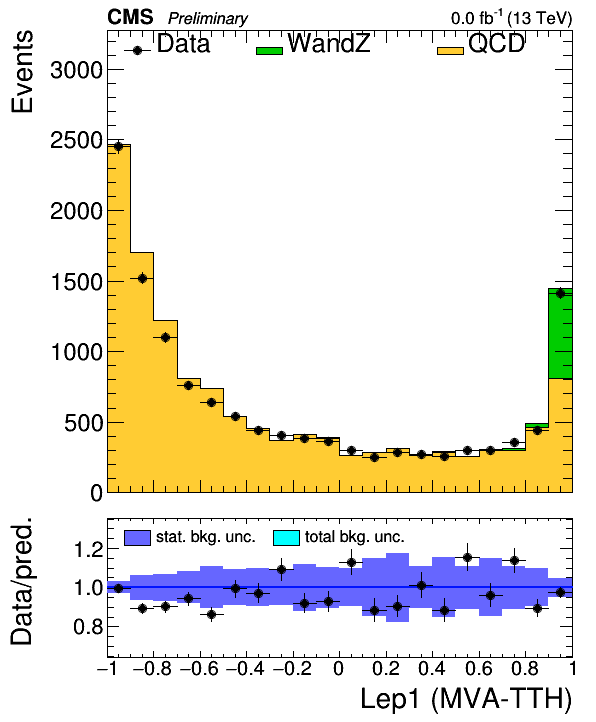 CMS Preliminary 0.0 fb⁻¹ (13 TeV)
Data WandZ QCD
Events
3000
2500
2000
1500
1000
500
0
stat. bkg. unc. total bkg. unc.
Data/pred.
1.2
1.0
0.8
−1 −0.8 −0.6 −0.4 −0.2 0 0.2 0.4 0.6 0.8 1
Lep1 (MVA-TTH)